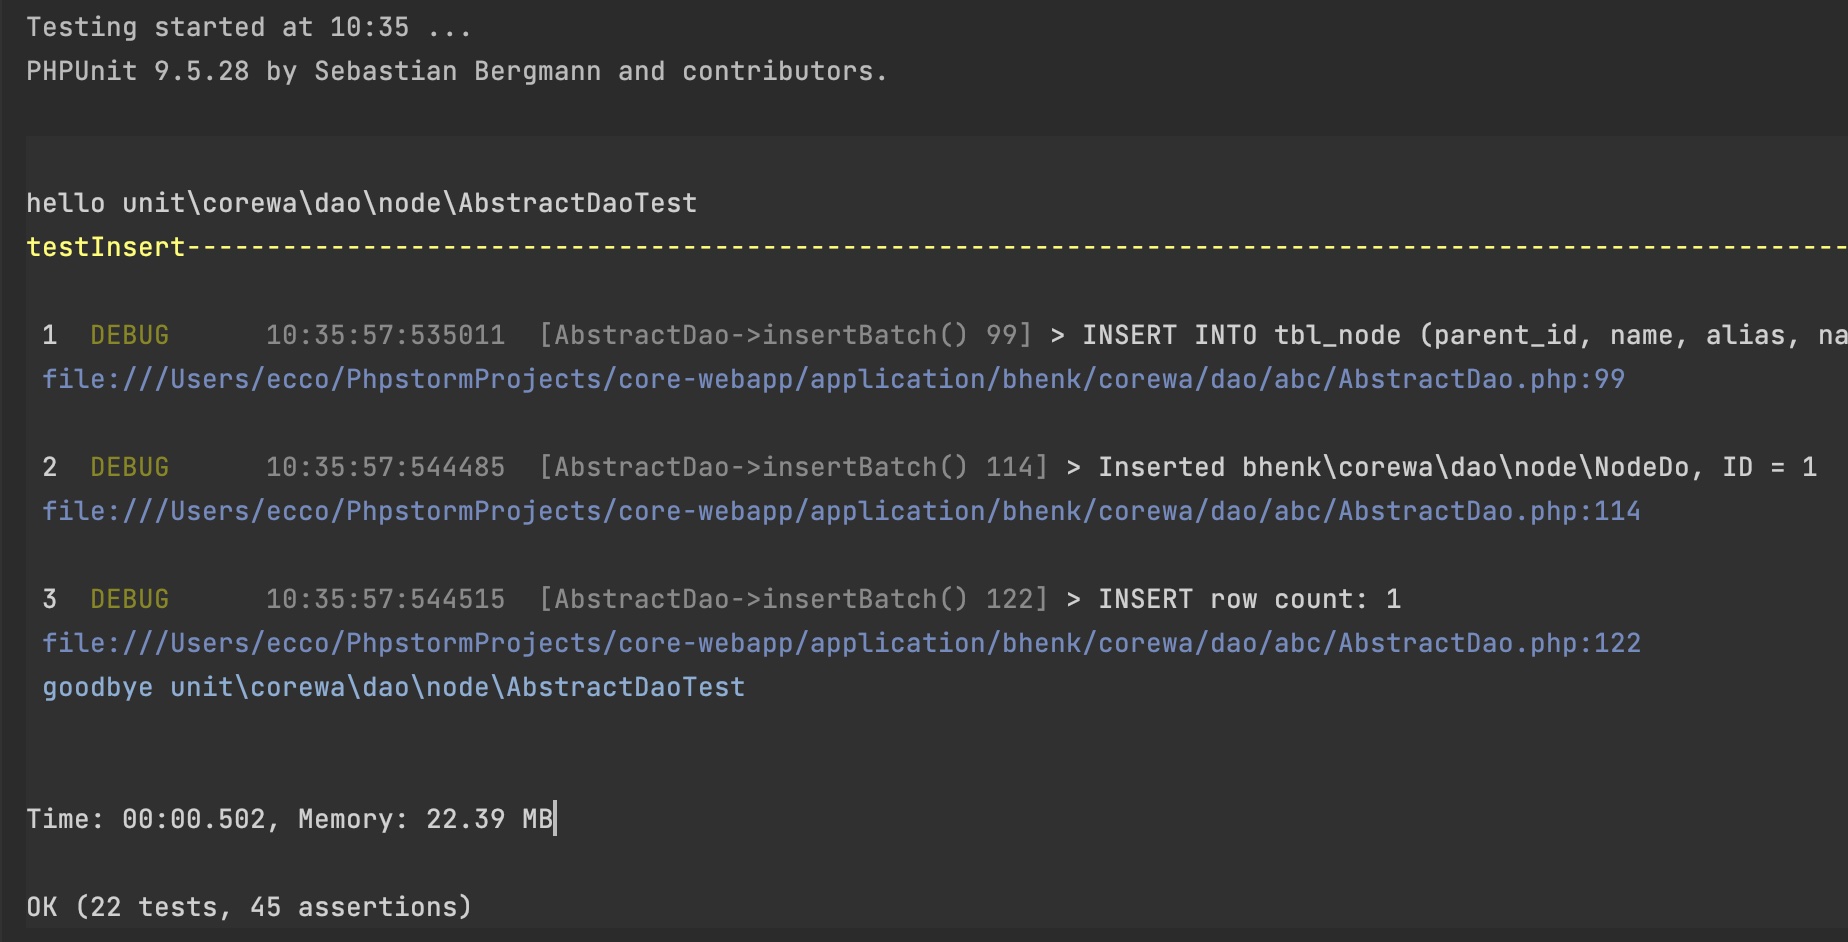 Testing started at 10:35 ...
PHPUnit 9.5.28 by Sebastian Bergmann and contributors.
hello unit\corewa\dao\node\AbstractDaoTest
testInsert--------------------------------------------------------------------------------------------------------
1  DEBUG      10:35:57:535011  [AbstractDao->insertBatch() 99] > INSERT INTO tbl_node (parent_id, name, alias, na
file:///Users/ecco/PhpstormProjects/core-webapp/application/bhenk/corewa/dao/abc/AbstractDao.php:99
2  DEBUG      10:35:57:544485  [AbstractDao->insertBatch() 114] > Inserted bhenk\corewa\dao\node\NodeDo, ID = 1
file:///Users/ecco/PhpstormProjects/core-webapp/application/bhenk/corewa/dao/abc/AbstractDao.php:114
3  DEBUG      10:35:57:544515  [AbstractDao->insertBatch() 122] > INSERT row count: 1
file:///Users/ecco/PhpstormProjects/core-webapp/application/bhenk/corewa/dao/abc/AbstractDao.php:122
goodbye unit\corewa\dao\node\AbstractDaoTest
Time: 00:00.502, Memory: 22.39 MB
OK (22 tests, 45 assertions)